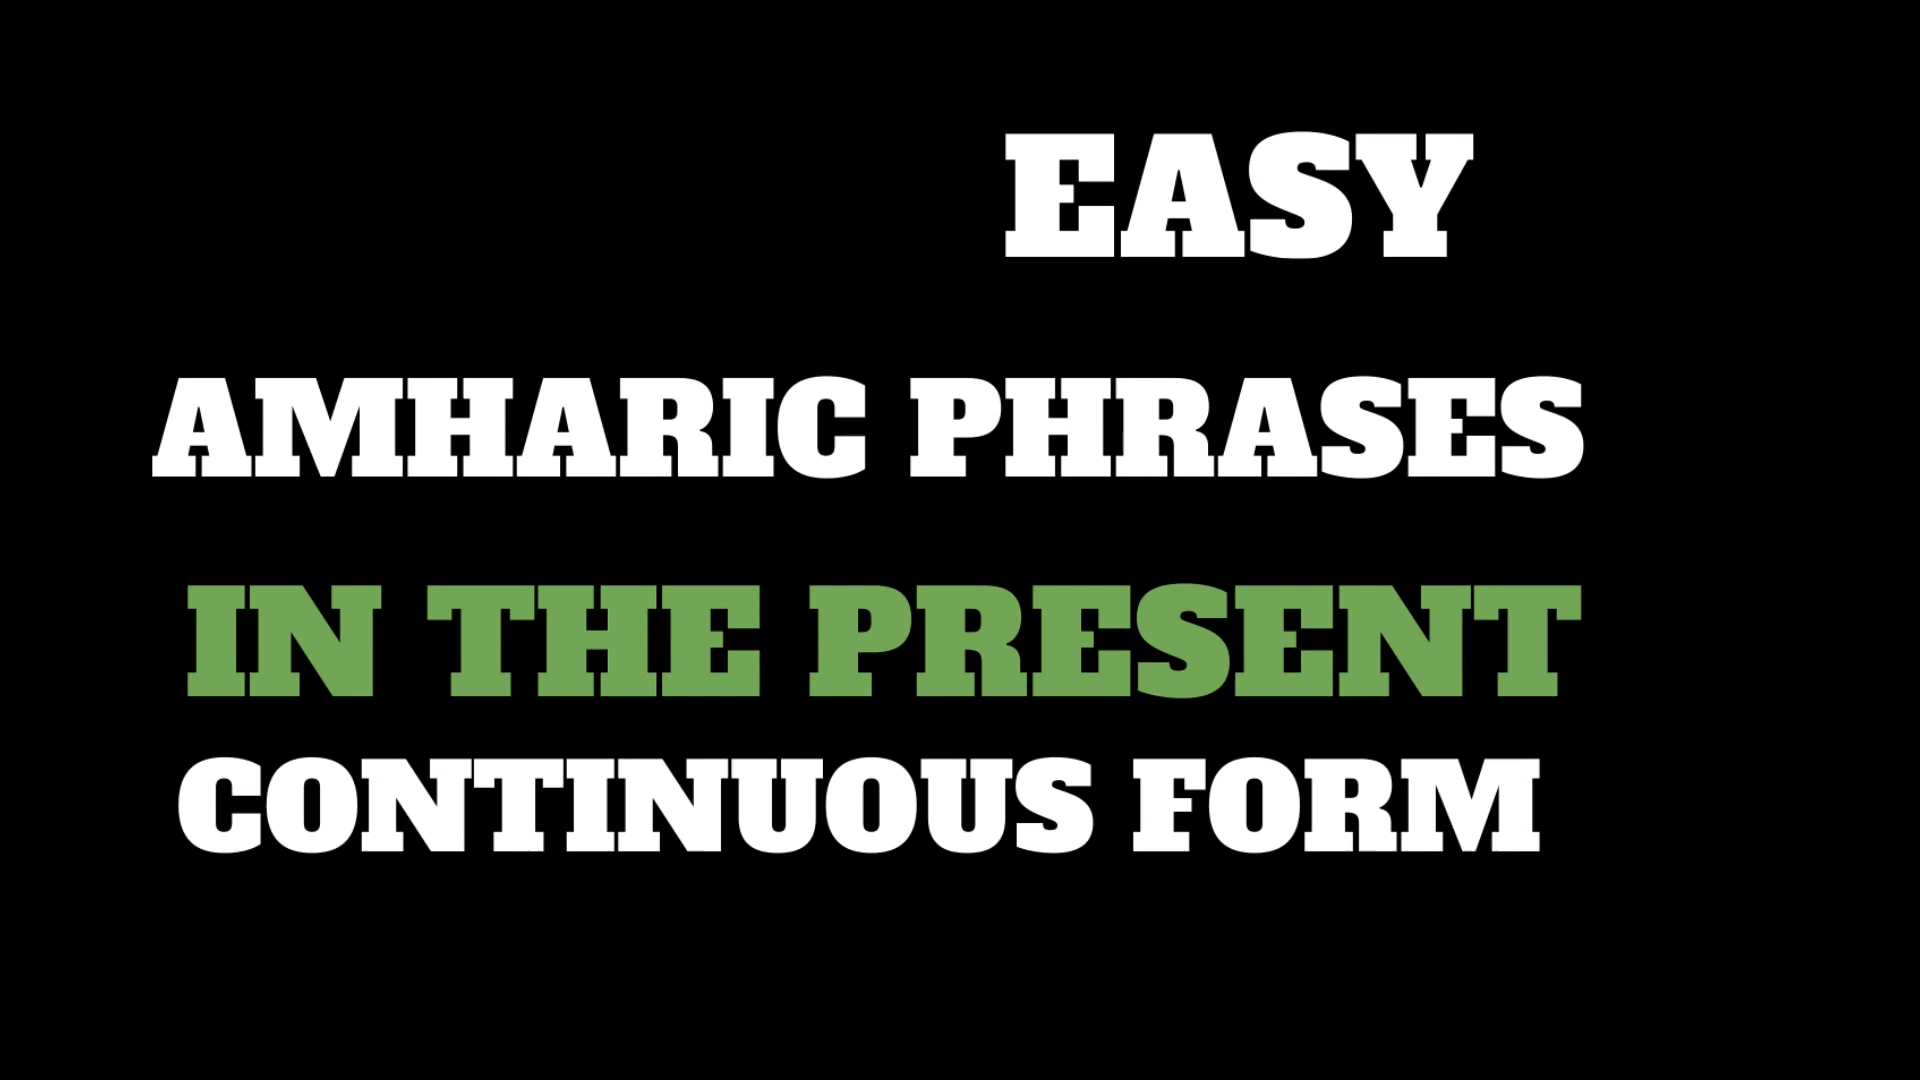 EASY
AMHARIC PHRASES
IN THE PRESENT
CONTINUOUS FORM